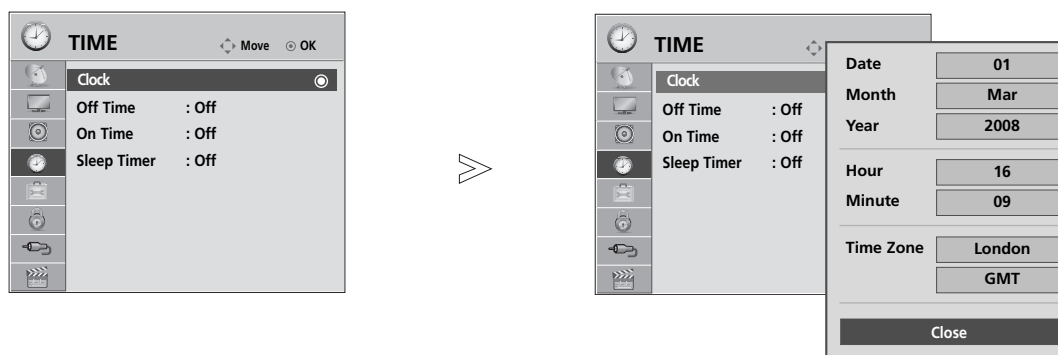 TIME Move OK
Clock
Off Time : Off
On Time : Off
Sleep Timer : Off
TIME
Clock
Off Time : Off
On Time : Off
Sleep Timer : Off
Date 01
Month Mar
Year 2008
Hour 16
Minute 09
Time Zone London
GMT
Close